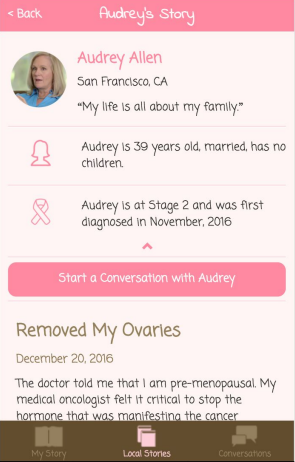 < Back
Audrey's Story
Audrey Allen
San Francisco, CA
“My life is all about my family.”
Audrey is 39 years old, married, has no
children.
Audrey is at Stage 2 and was first
diagnosed in November, 2016
Start a Conversation with Audrey
Removed My Ovaries
December 20, 2016
The doctor told me that I am pre-menopausal. My
medical oncologist felt it critical to stop the
hormone that was manifesting the cancer
My Story
Local Stories
Conversations